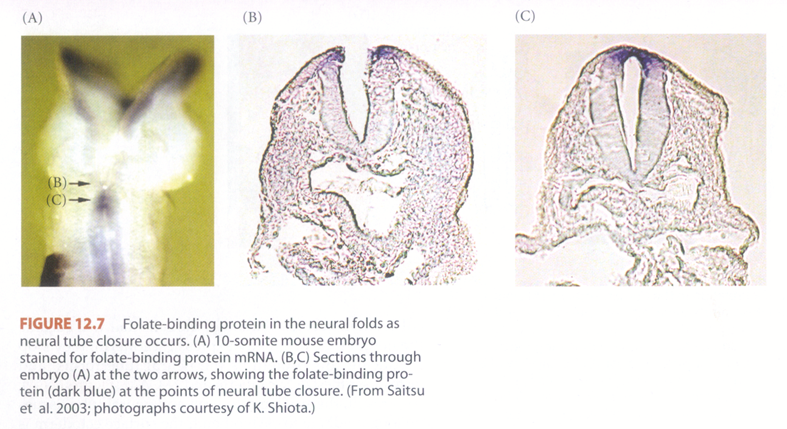 (A)
(B)
(C)
(B)
(C)
FIGURE 12.7 Folate-binding protein in the neural folds as
neural tube closure occurs. (A) 10-somite mouse embryo
stained for folate-binding protein mRNA. (B,C) Sections through
embryo (A) at the two arrows, showing the folate-binding pro-
tein (dark blue) at the points of neural tube closure. (From Saitsu
et al. 2003; photographs courtesy of K. Shiota.)